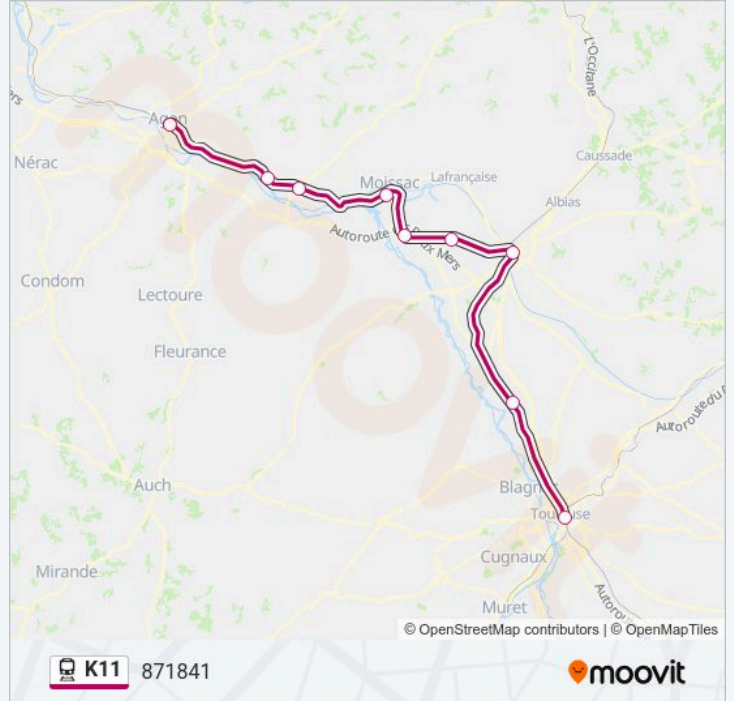 Agen
Nérac
L'Occitane
Caussade
Moissac
Lafrançaise
Albias
Autoroute des Deux Mers
Condom
Lectoure
Fleurance
Autoroute du
Auch
Blagnac
Toulouse
Cugnaux
Mirande
Muret
Autorou
© OpenStreetMap contributors | © OpenMapTiles
K11 871841
moovit